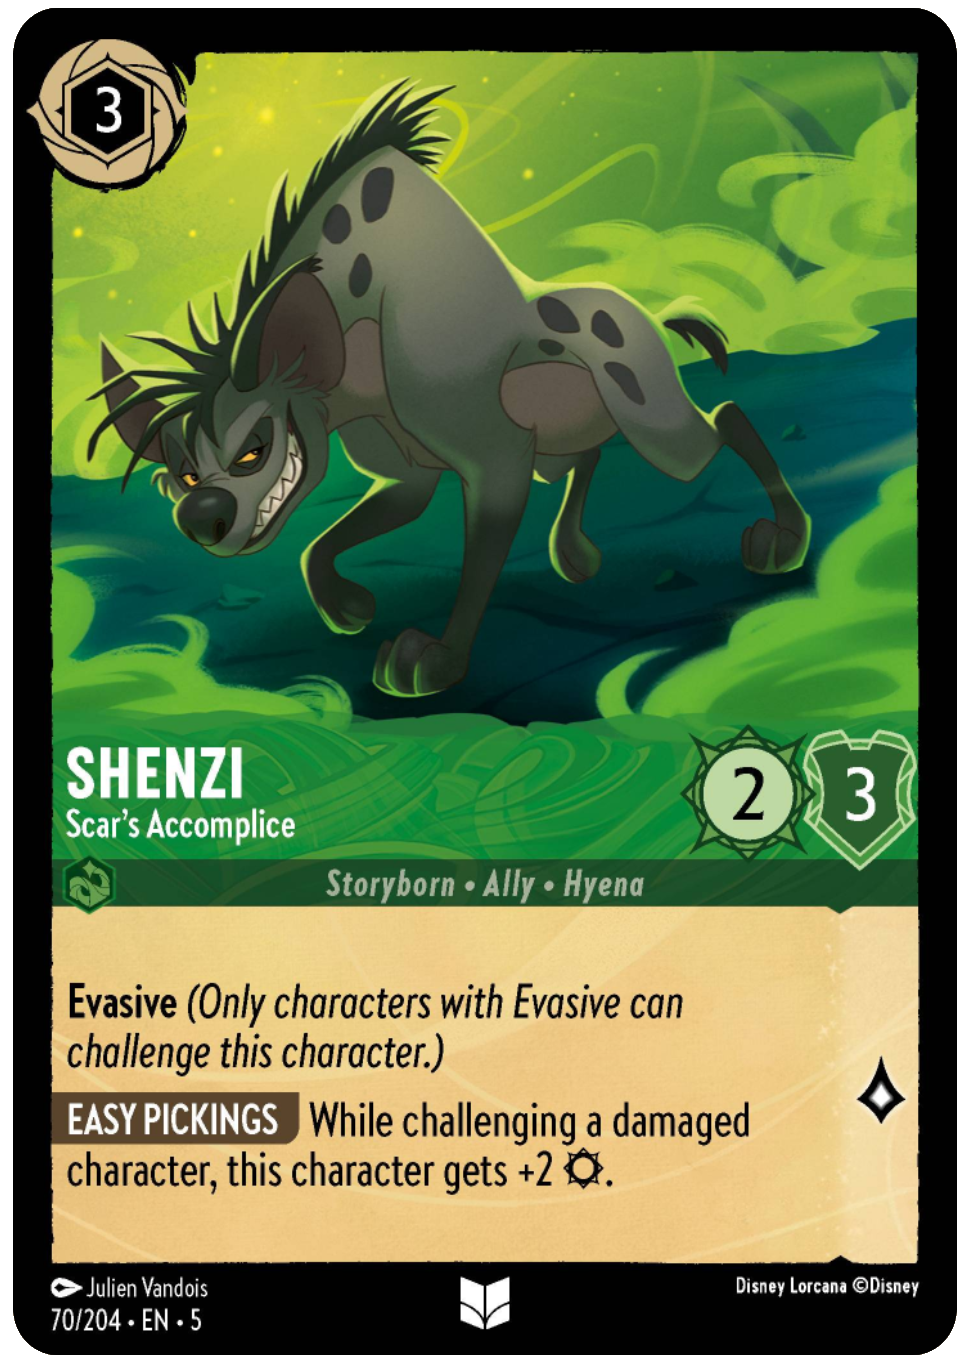 3
SHENZI
Scar's Accomplice
2
3
Storyborn • Ally • Hyena
Evasive (Only characters with Evasive can
challenge this character.)
EASY PICKINGS While challenging a damaged
character, this character gets +2 .
Julien Vandois
70/204 • EN • 5
Disney Lorcana ©Disney